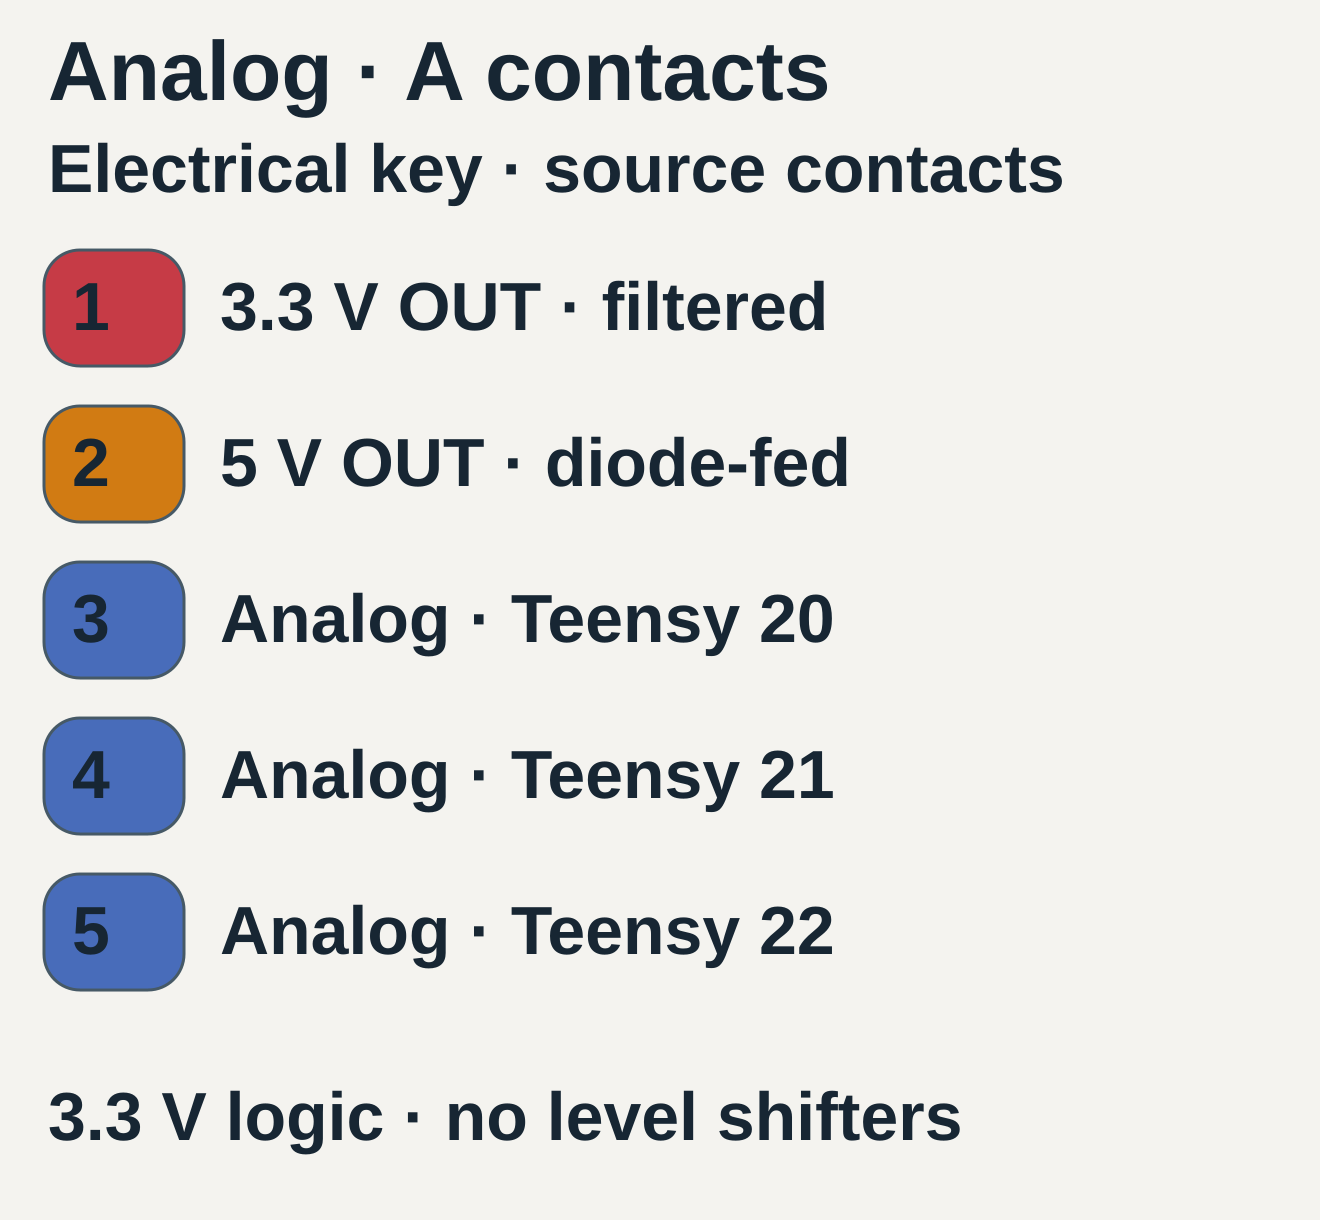 Analog · A contacts
Electrical key · source contacts
1 3.3 V OUT · filtered
2 5 V OUT · diode-fed
3 Analog · Teensy 20
4 Analog · Teensy 21
5 Analog · Teensy 22
3.3 V logic · no level shifters